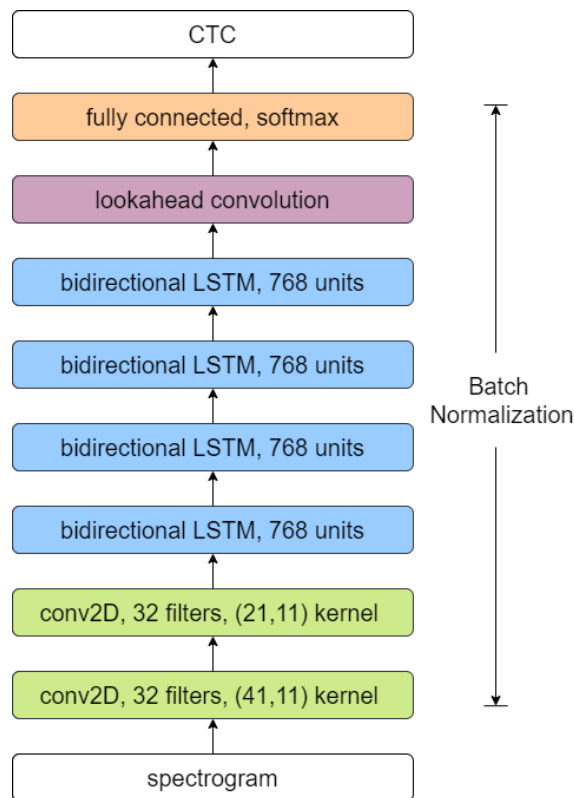 CTC
fully connected, softmax
lookahead convolution
bidirectional LSTM, 768 units
bidirectional LSTM, 768 units
bidirectional LSTM, 768 units
bidirectional LSTM, 768 units
conv2D, 32 filters, (21,11) kernel
conv2D, 32 filters, (41,11) kernel
spectrogram
Batch
Normalization